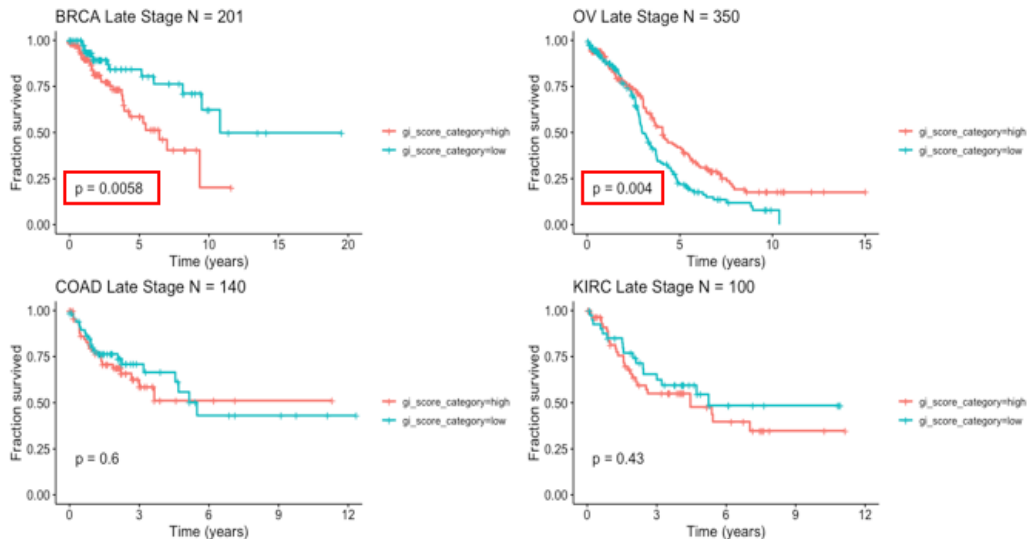 BRCA Late Stage N = 201
1.00
0.75
0.50
0.25
0.00
Fraction survived
p = 0.0058
0
5
10
15
20
Time (years)
gi_score_category=high
gi_score_category=low
OV Late Stage N = 350
1.00
0.75
0.50
0.25
0.00
Fraction survived
p = 0.004
0
5
10
15
Time (years)
gi_score_category=high
gi_score_category=low
COAD Late Stage N = 140
1.00
0.75
0.50
0.25
0.00
Fraction survived
p = 0.6
0
3
6
9
12
Time (years)
gi_score_category=high
gi_score_category=low
KIRC Late Stage N = 100
1.00
0.75
0.50
0.25
0.00
Fraction survived
p = 0.43
0
3
6
9
12
Time (years)
gi_score_category=high
gi_score_category=low